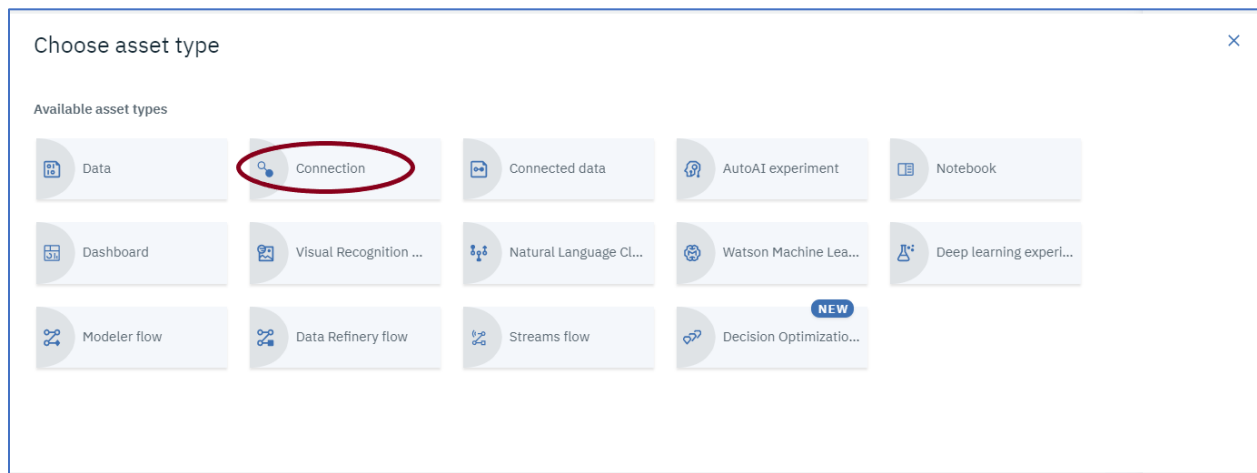 Choose asset type
Available asset types
Data
Connection
Connected data
AutoAI experiment
Notebook
Dashboard
Visual Recognition ...
Natural Language Cl...
Watson Machine Lea...
Deep learning experi...
NEW
Modeler flow
Data Refinery flow
Streams flow
Decision Optimizatio...